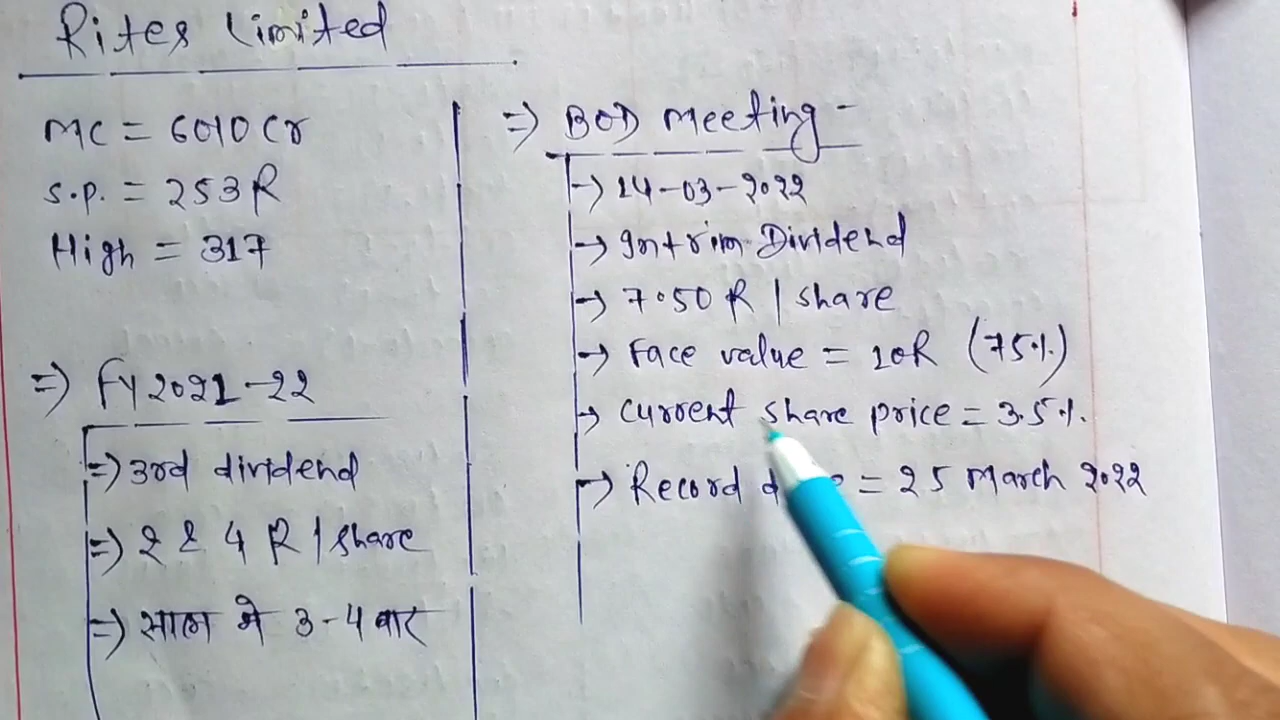 Rites Limited
MC = 6010 Cr
S.P. = 253 R
High = 317
=> FY 2021-22
=> 3rd dividend
=> 2 & 4 R / share
=> साल मे 3-4 बार
=> BOD Meeting -
-> 14-03-2022
-> Intrim Dividend
-> 7.50 R / share
-> Face value = 10R (75%)
-> Current share price = 3.5%.
-> Record = 25 March 2022